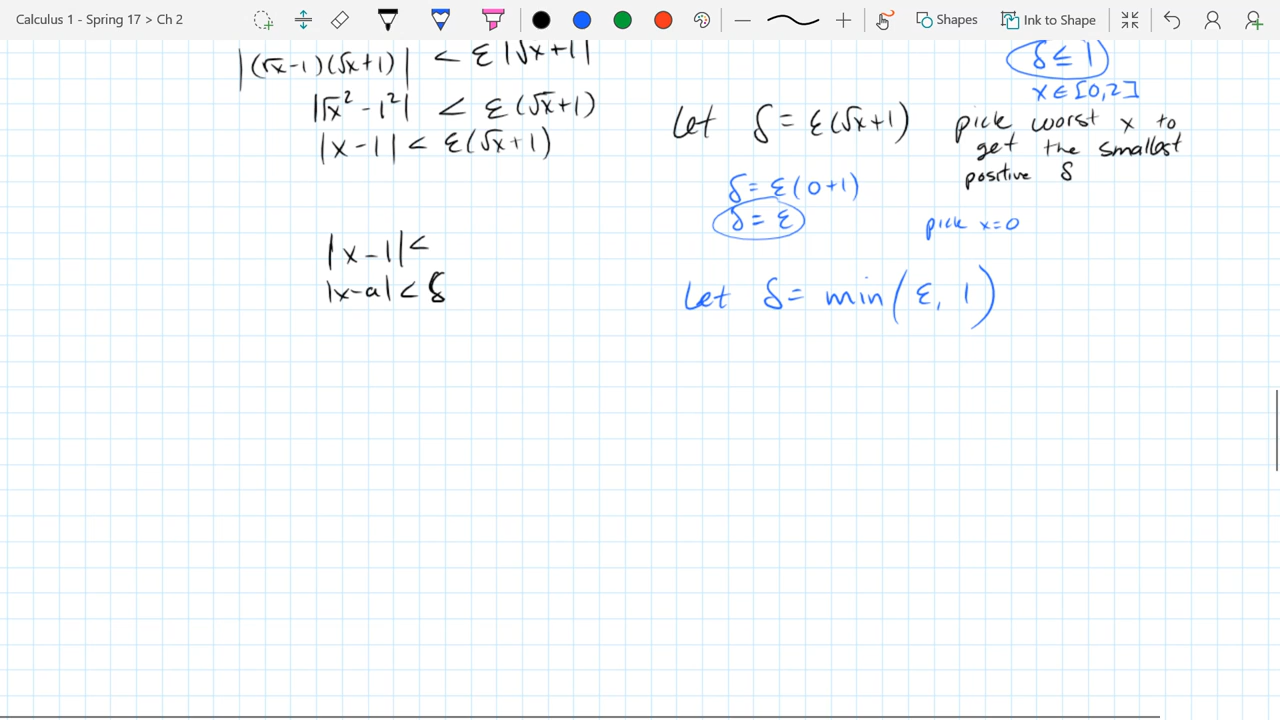 Calculus 1 - Spring 17 > Ch 2
Shapes
Ink to Shape
|(√x-1)(√x+1)| < ε|√x+1|
|√x² - 1²| < ε(√x+1)
|x-1| < ε(√x+1)
|x-1| <
|x-a| < δ
δ ≤ 1
x ∈ [0,2]
Let δ = ε(√x+1)
pick worst x to
get the smallest
positive δ
δ = ε(0+1)
δ = ε
pick x=0
Let δ = min(ε, 1)